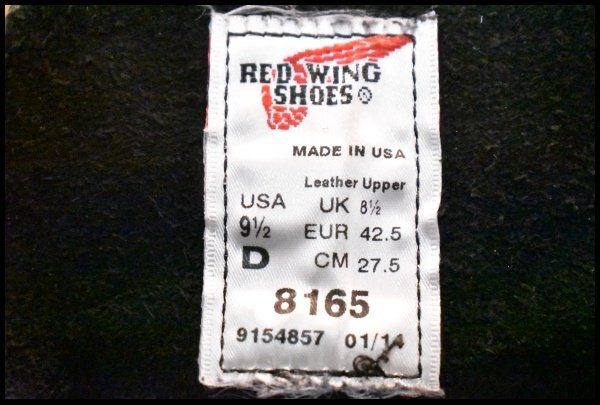 RED WING
SHOES®
MADE IN USA
Leather Upper
USA UK 8½
9½ EUR 42.5
D CM 27.5
8165
9154857 01/14